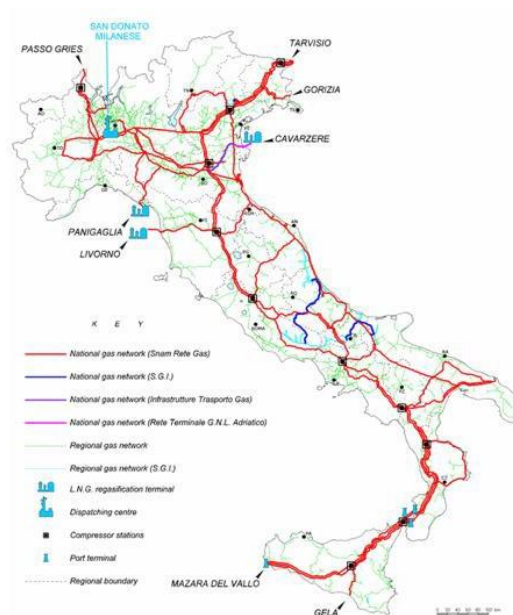 SAN DONATO
MILANESE
PASSO GRIES
TARVISIO
GORIZIA
CAVARZERE
PANIGAGLIA
LIVORNO
K E Y
National gas network (Snam Rete Gas)
National gas network (S.G.I.)
National gas network (Infrastrutture Trasporto Gas)
National gas network (Rete Terminale G.N.L. Adriatico)
Regional gas network
Regional gas network (S.G.I.)
L.N.G. regasification terminal
Dispatching centre
Compressor stations
Port terminal
Regional boundary
MAZARA DEL VALLO
GELA